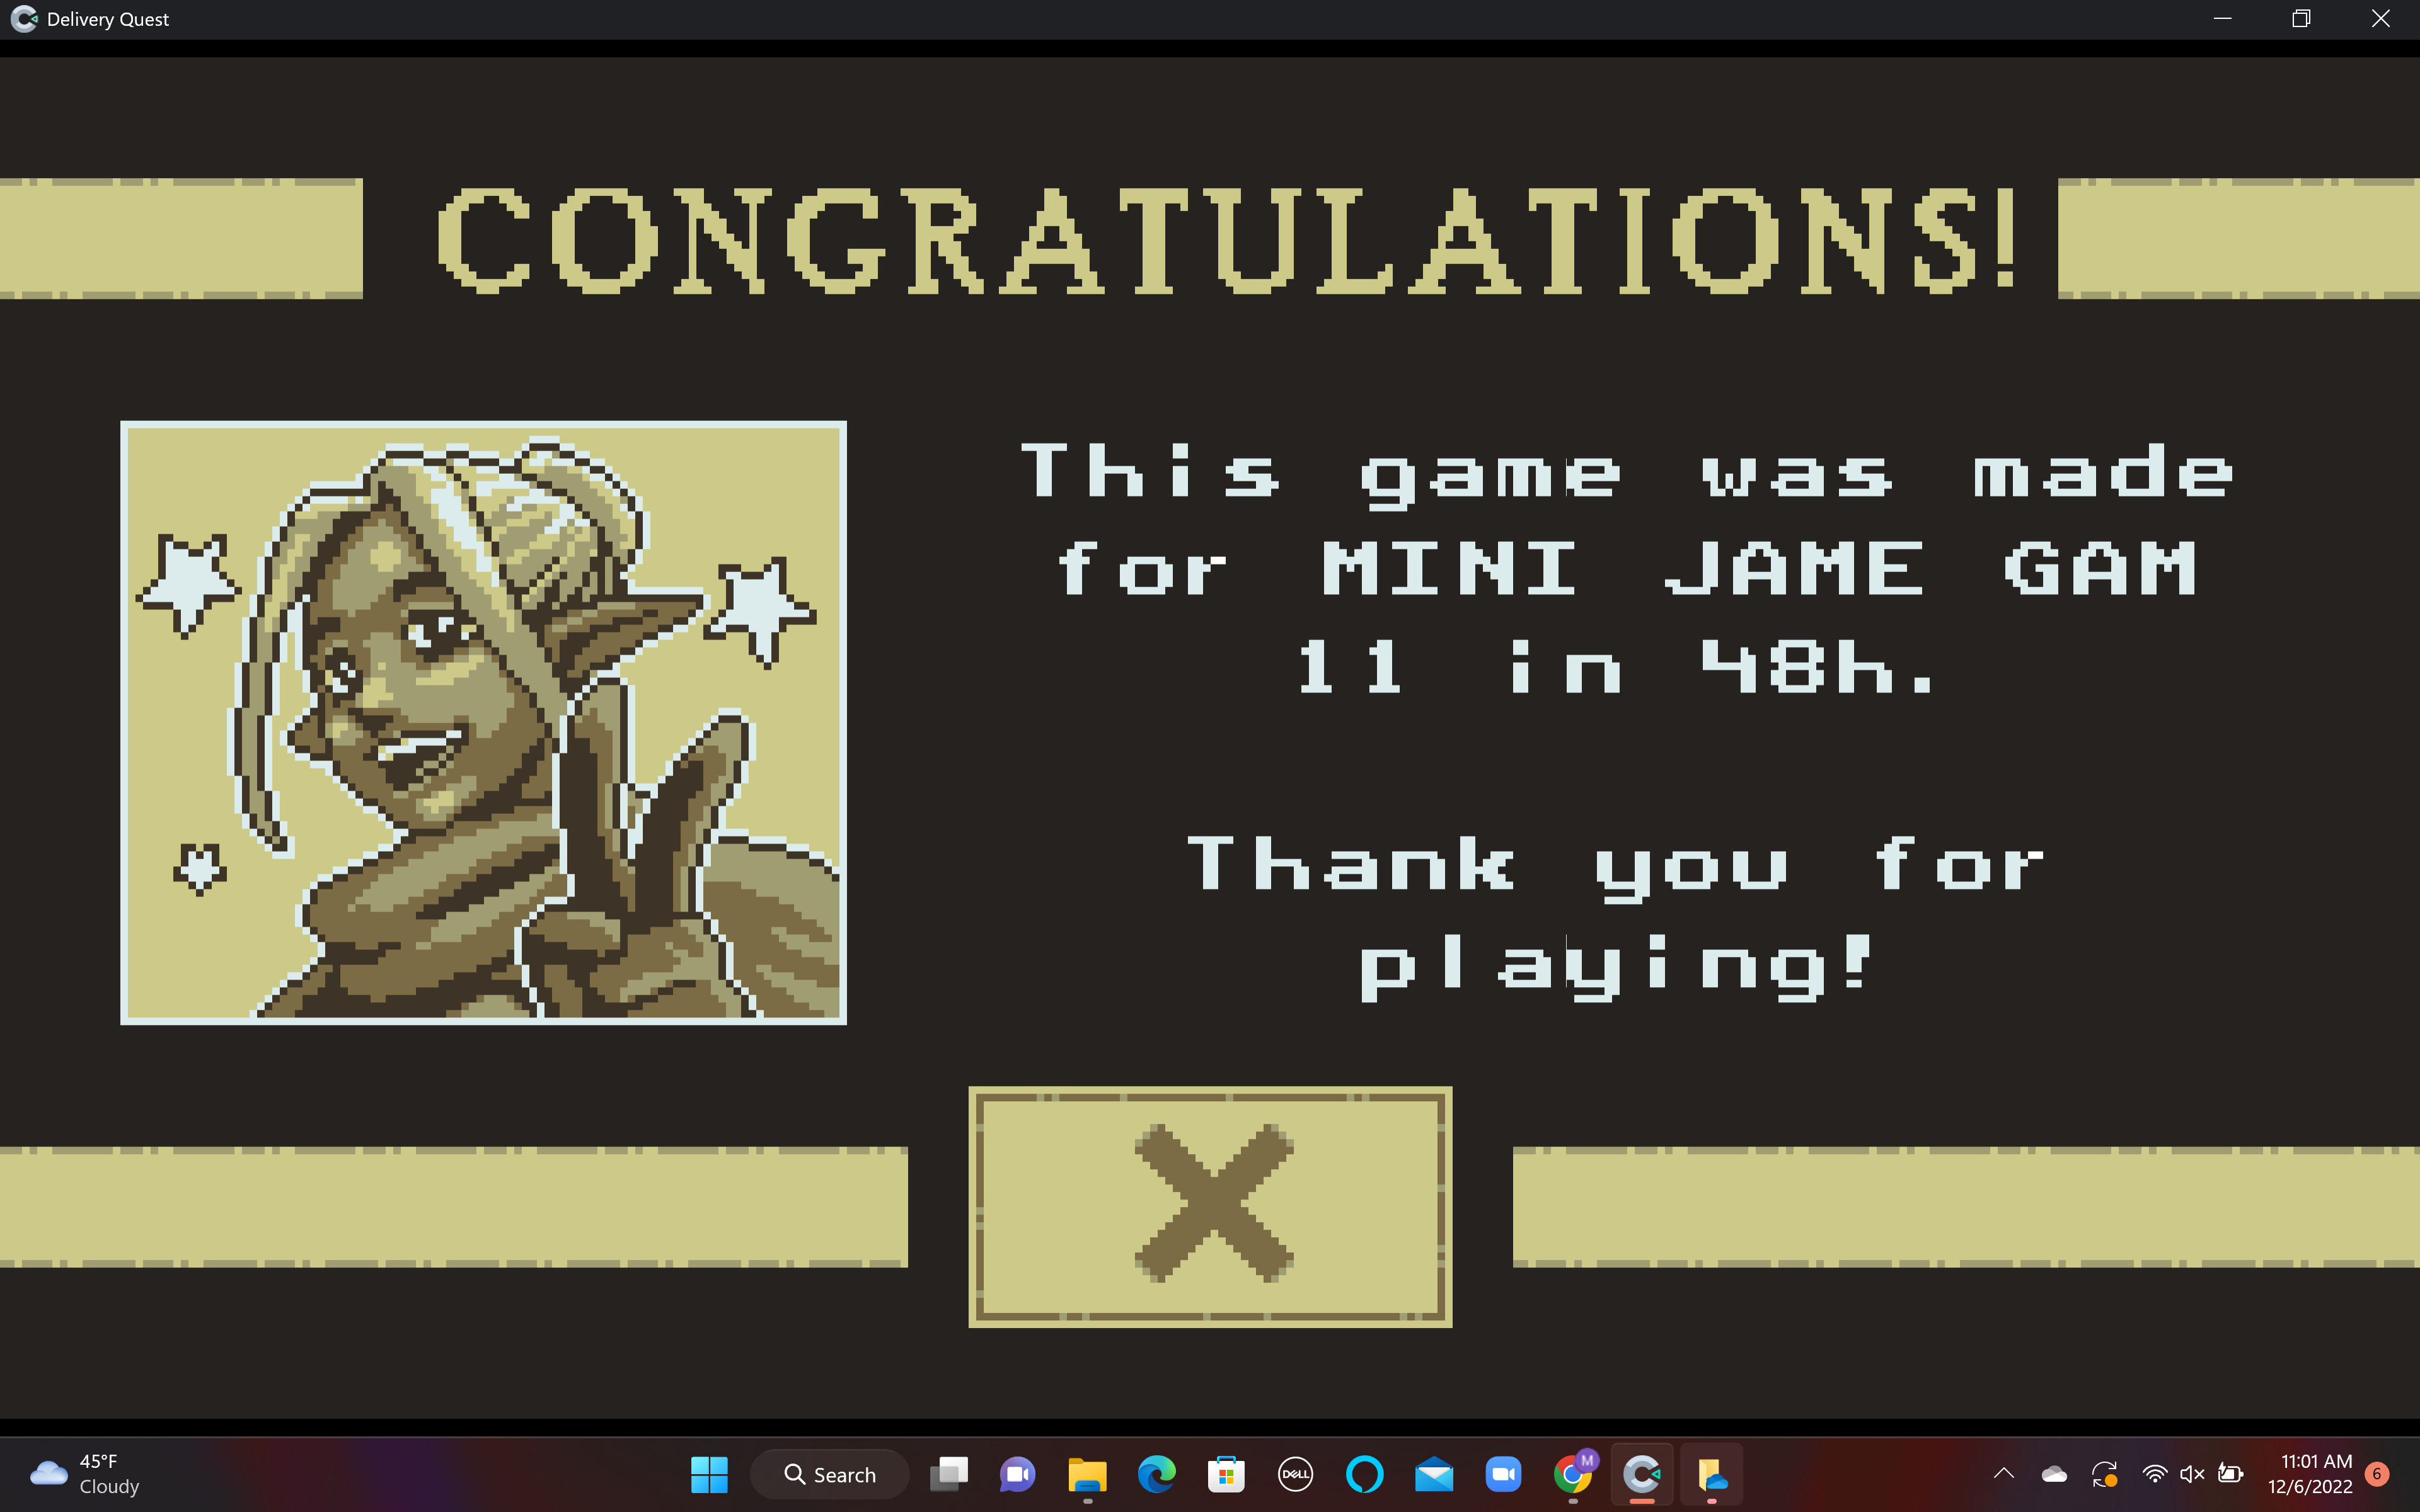 Delivery Quest
CONGRATULATIONS!
This game was made
for MINI JAME GAM
11 in 48h.
Thank you for
playing!
45°F
Cloudy
Search
DELL
M
11:01 AM
12/6/2022
6